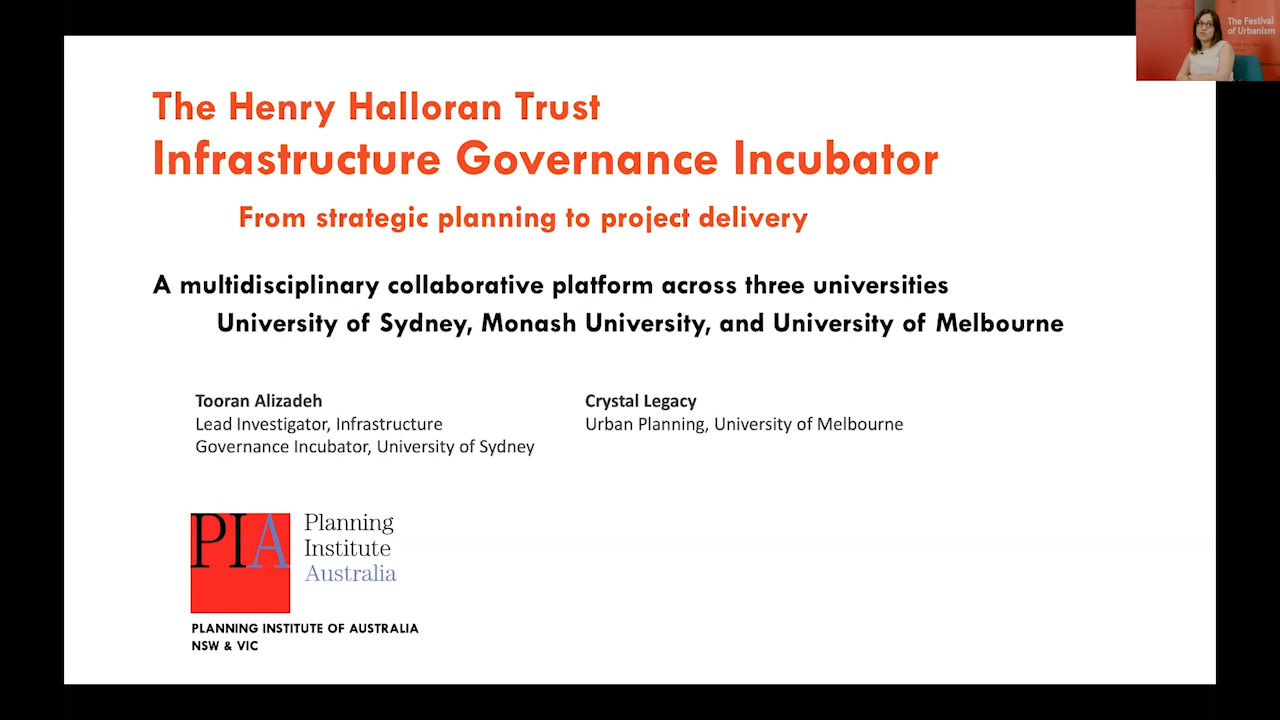 The Festival
of Urbanism
The Henry Halloran Trust
Infrastructure Governance Incubator
From strategic planning to project delivery
A multidisciplinary collaborative platform across three universities
University of Sydney, Monash University, and University of Melbourne
Tooran Alizadeh
Lead Investigator, Infrastructure
Governance Incubator, University of Sydney
Crystal Legacy
Urban Planning, University of Melbourne
PIA
Planning
Institute
Australia
PLANNING INSTITUTE OF AUSTRALIA
NSW & VIC